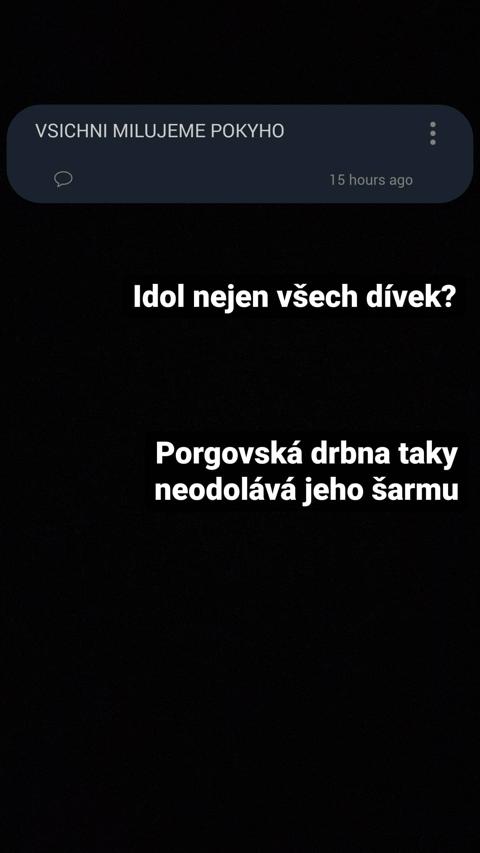 VSICHNI MILUJEME POKYHO
15 hours ago
Idol nejen všech dívek?
Porgovská drbna taky
neodolává jeho šarmu